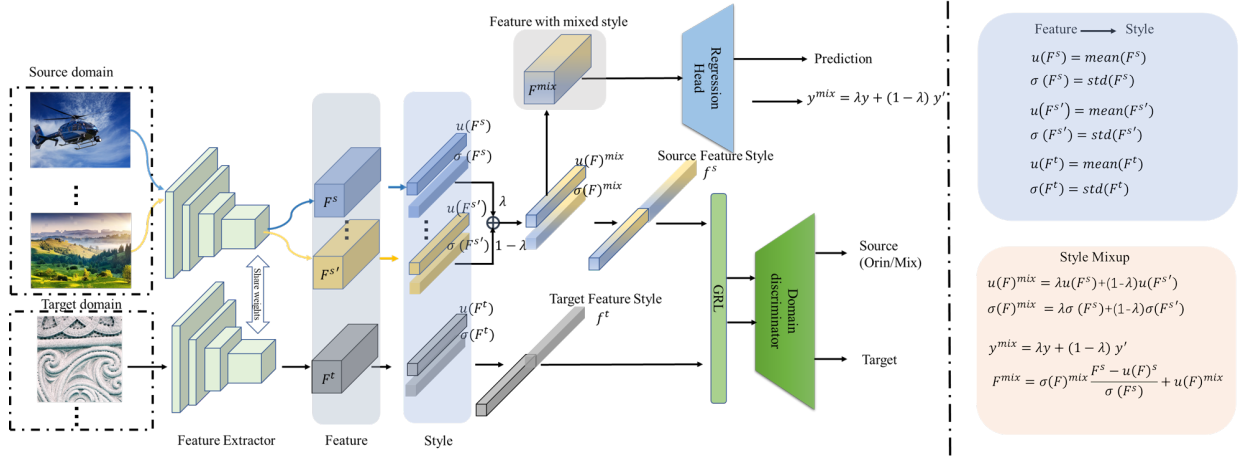 Feature with mixed style
F^{mix}
Regression
Head
Prediction
y^{mix} = λy + (1 − λ) y′
Source domain
F^s
F^{s′}
u(F^s)
σ (F^s)
u(F^{s′})
σ (F^{s′})
λ
1 − λ
u(F)^{mix}
σ(F)^{mix}
Source Feature Style
f^s
Share weights
Target domain
F^t
u(F^t)
σ(F^t)
Target Feature Style
f^t
GRL
Domain
discriminator
Source
(Orin/Mix)
Target
Feature Extractor
Feature
Style
Feature → Style
u(F^s) = mean(F^s)
σ (F^s) = std(F^s)
u(F^{s′}) = mean(F^{s′})
σ (F^{s′}) = std(F^{s′})
u(F^t) = mean(F^t)
σ(F^t) = std(F^t)
Style Mixup
u(F)^{mix} = λu(F^s)+(1-λ)u(F^{s′})
σ(F)^{mix} = λσ (F^s)+(1-λ)σ(F^{s′})
y^{mix} = λy + (1 − λ) y′
F^{mix} = σ(F)^{mix} \frac{F^s − u(F)^s}{σ (F^s)} + u(F)^{mix}